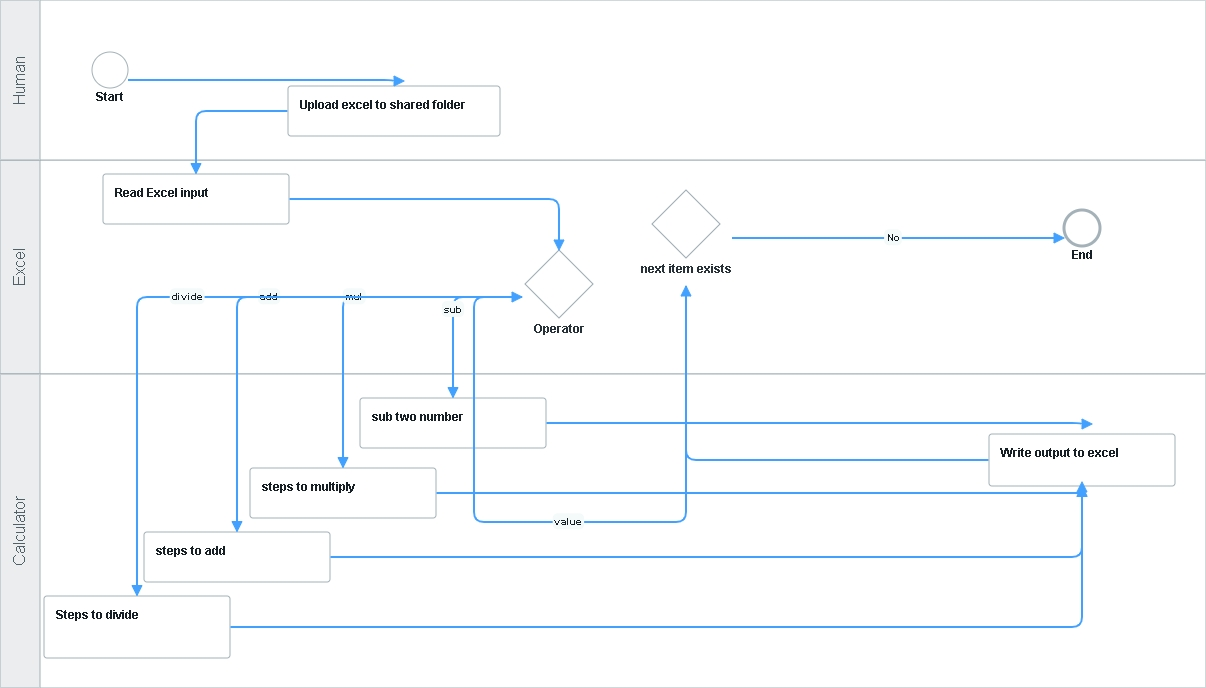 Human
Start
Upload excel to shared folder
Excel
Read Excel input
No
next item exists
End
divide
add
mul
sub
Operator
Calculator
sub two number
Write output to excel
steps to multiply
value
steps to add
Steps to divide